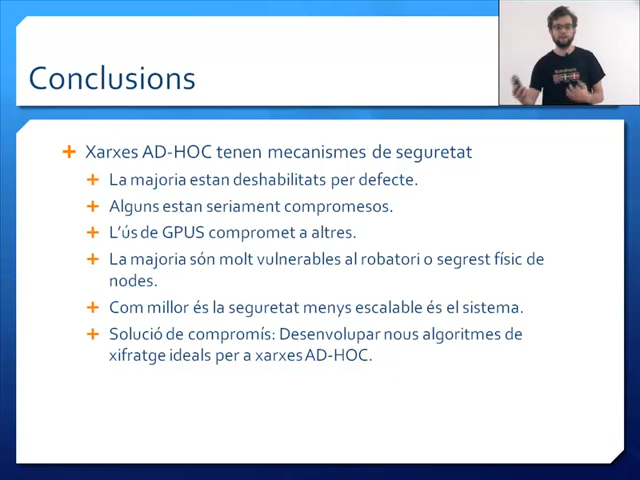 Conclusions
Xarxes AD-HOC tenen mecanismes de seguretat
La majoria estan deshabilitats per defecte.
Alguns estan seriament compromesos.
L'ús de GPUS compromet a altres.
La majoria són molt vulnerables al robatori o segrest físic de
nodes.
Com millor és la seguretat menys escalable és el sistema.
Solució de compromís: Desenvolupar nous algoritmes de
xifratge ideals per a xarxes AD-HOC.